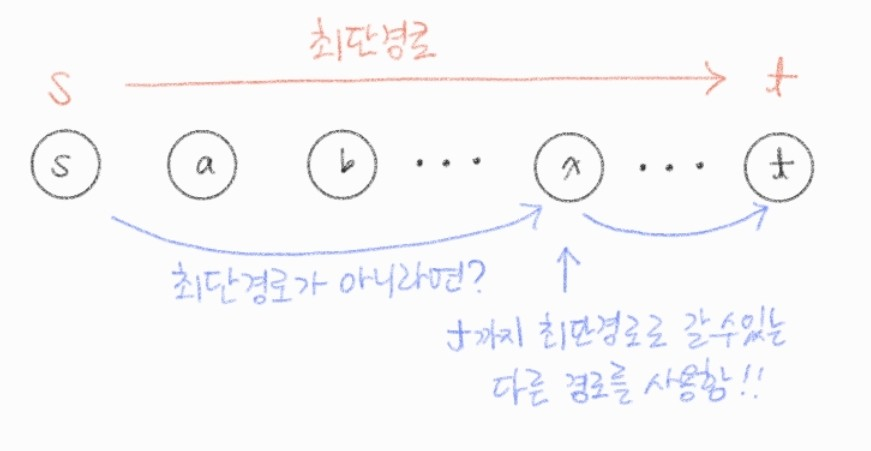 최단경로
s t
s a b ... x ... t
최단경로가 아니라면?
t까지 최단경로로 갈수있는
다른 경로를 사용함!!